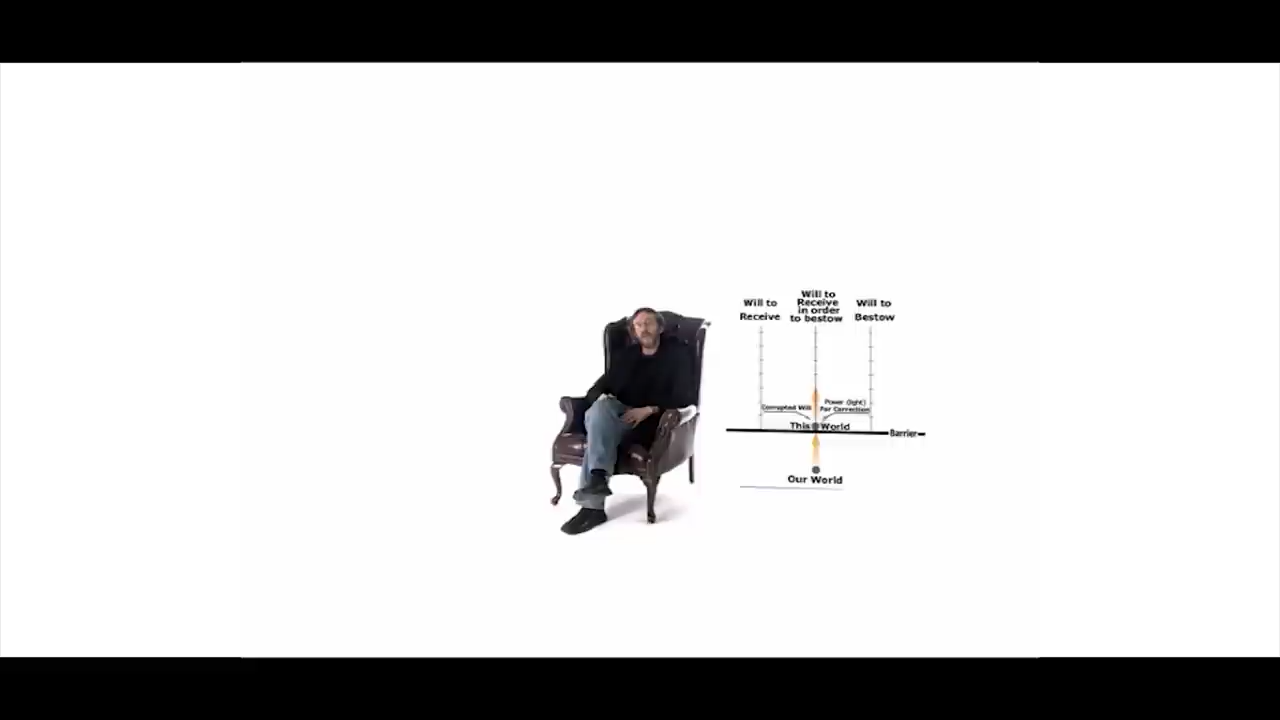 Will to
Receive
Will to
Receive
in order
to bestow
Will to
Bestow
Corrupted Will
Power (light)
For Correction
This World
Barrier
Our World